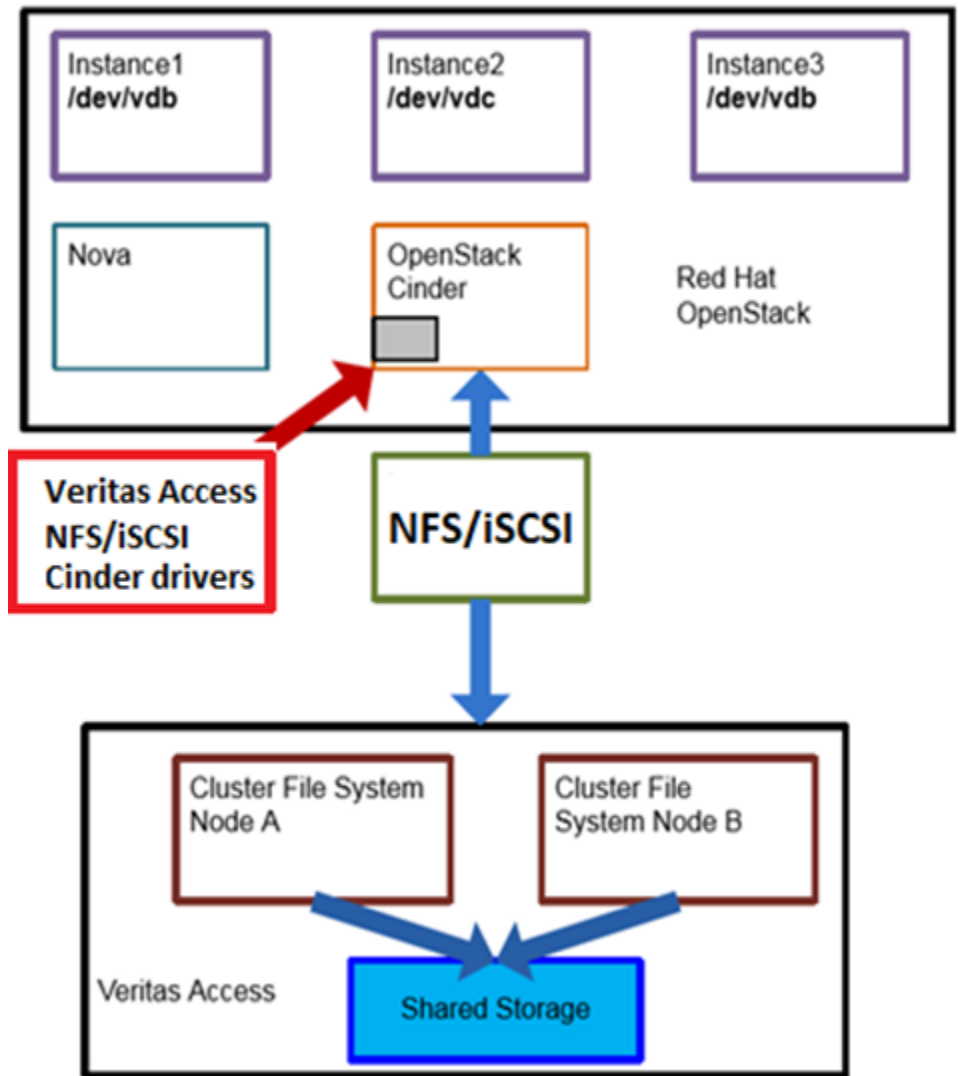 Instance1
/dev/vdb
Instance2
/dev/vdc
Instance3
/dev/vdb
Nova
OpenStack
Cinder
Red Hat
OpenStack
Veritas Access
NFS/iSCSI
Cinder drivers
NFS/iSCSI
Cluster File System
Node A
Cluster File
System Node B
Veritas Access
Shared Storage